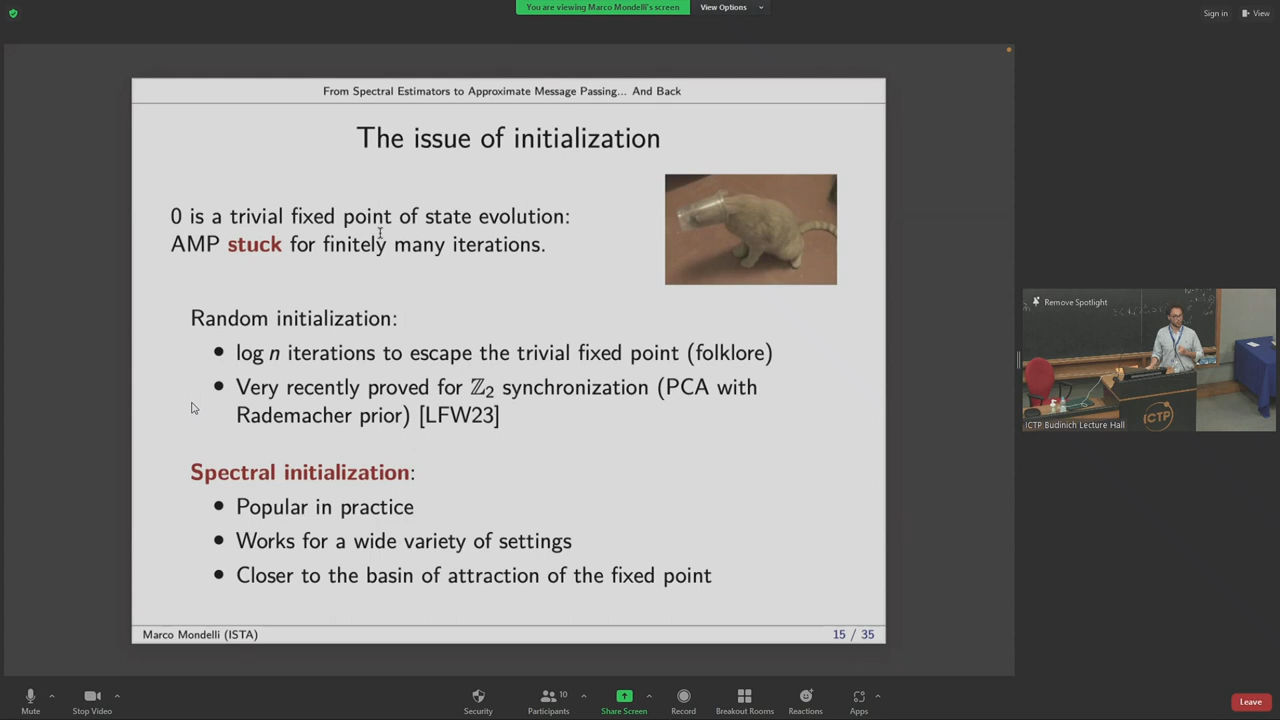 You are viewing Marco Mondelli's screen
View Options
Sign in
View
From Spectral Estimators to Approximate Message Passing... And Back
The issue of initialization
0 is a trivial fixed point of state evolution:
AMP stuck for finitely many iterations.
Random initialization:
• log n iterations to escape the trivial fixed point (folklore)
• Very recently proved for ℤ₂ synchronization (PCA with
Rademacher prior) [LFW23]
Spectral initialization:
• Popular in practice
• Works for a wide variety of settings
• Closer to the basin of attraction of the fixed point
Marco Mondelli (ISTA)
15 / 35
Remove Spotlight
ICTP
ICTP Budinich Lecture Hall
Mute
Stop Video
Security
Participants
10
Share Screen
Record
Breakout Rooms
Reactions
Apps
Leave